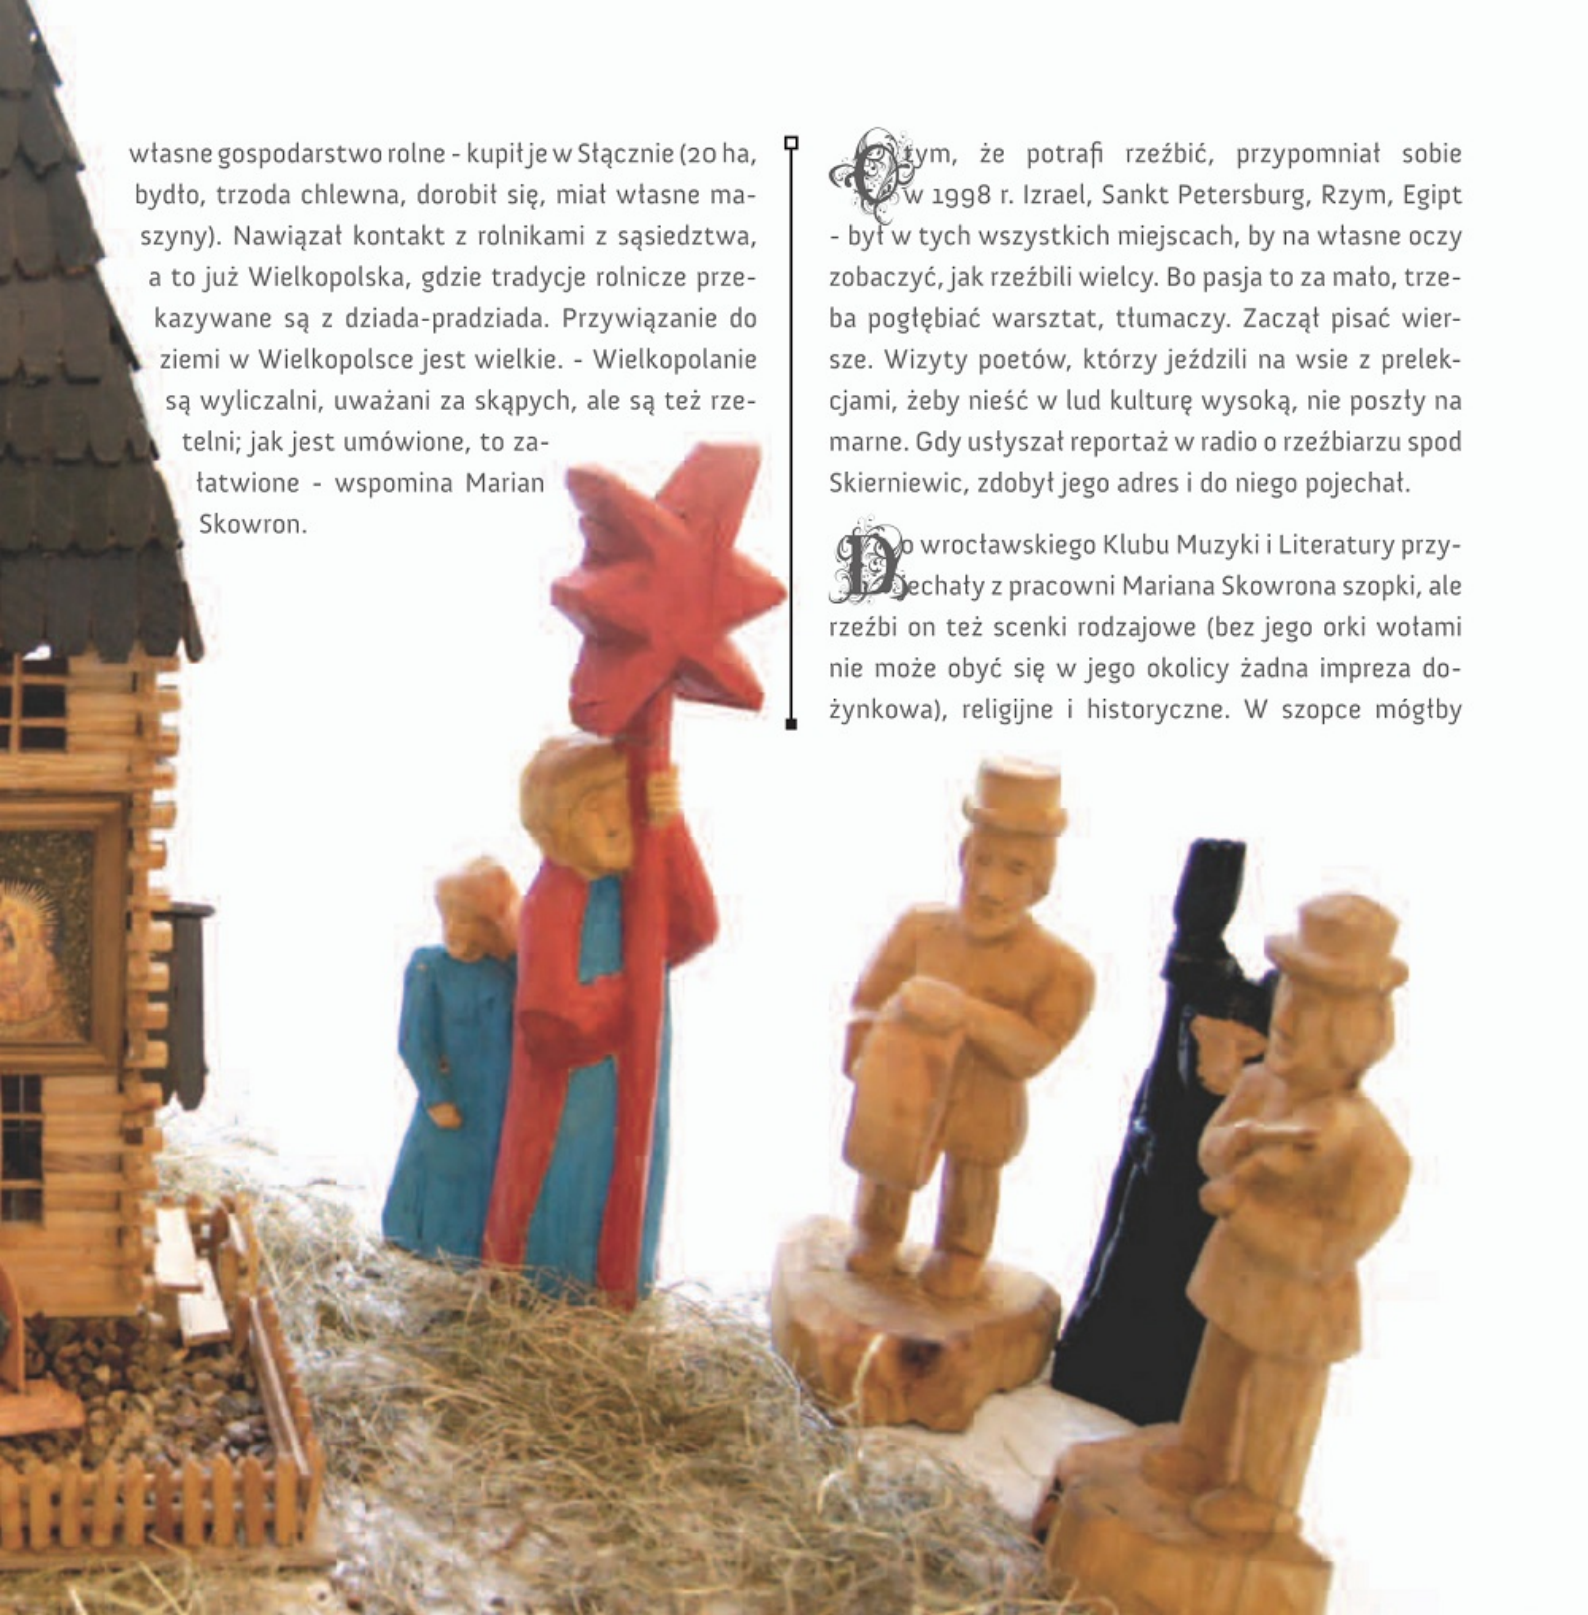 własne gospodarstwo rolne - kupił je w Słącznie (20 ha,
bydło, trzoda chlewna, dorobił się, miał własne ma-
szyny). Nawiązał kontakt z rolnikami z sąsiedztwa,
a to już Wielkopolska, gdzie tradycje rolnicze prze-
kazywane są z dziada-pradziada. Przywiązanie do
ziemi w Wielkopolsce jest wielkie. - Wielkopolanie
są wyliczalni, uważani za skąpych, ale są też rze-
telni; jak jest umówione, to za-
łatwione - wspomina Marian
Skowron.
O tym, że potrafi rzeźbić, przypomniał sobie
w 1998 r. Izrael, Sankt Petersburg, Rzym, Egipt
- był w tych wszystkich miejscach, by na własne oczy
zobaczyć, jak rzeźbili wielcy. Bo pasja to za mało, trze-
ba pogłębiać warsztat, tłumaczy. Zaczął pisać wier-
sze. Wizyty poetów, którzy jeździli na wsie z prelek-
cjami, żeby nieść w lud kulturę wysoką, nie poszły na
marne. Gdy usłyszał reportaż w radio o rzeźbiarzu spod
Skierniewic, zdobył jego adres i do niego pojechał.
Do wrocławskiego Klubu Muzyki i Literatury przy-
jechały z pracowni Mariana Skowrona szopki, ale
rzeźbi on też scenki rodzajowe (bez jego orki wołami
nie może obyć się w jego okolicy żadna impreza do-
żynkowa), religijne i historyczne. W szopce mógłby